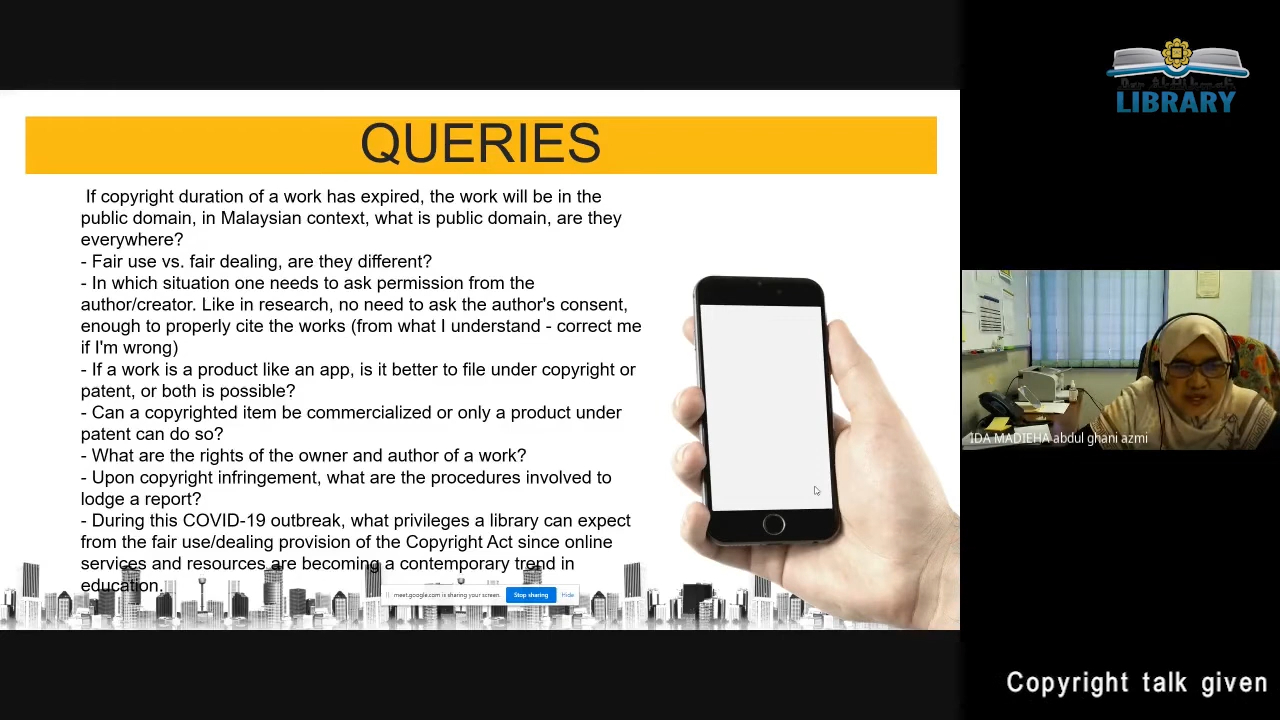 QUERIES
If copyright duration of a work has expired, the work will be in the
public domain, in Malaysian context, what is public domain, are they
everywhere?
- Fair use vs. fair dealing, are they different?
- In which situation one needs to ask permission from the
author/creator. Like in research, no need to ask the author's consent,
enough to properly cite the works (from what I understand - correct me
if I'm wrong)
- If a work is a product like an app, is it better to file under copyright or
patent, or both is possible?
- Can a copyrighted item be commercialized or only a product under
patent can do so?
- What are the rights of the owner and author of a work?
- Upon copyright infringement, what are the procedures involved to
lodge a report?
- During this COVID-19 outbreak, what privileges a library can expect
from the fair use/dealing provision of the Copyright Act since online
services and resources are becoming a contemporary trend in
education.
meet.google.com is sharing your screen.
Stop sharing
Hide
LIBRARY
IDA MADIEHA abdul ghani azmi
Copyright talk given